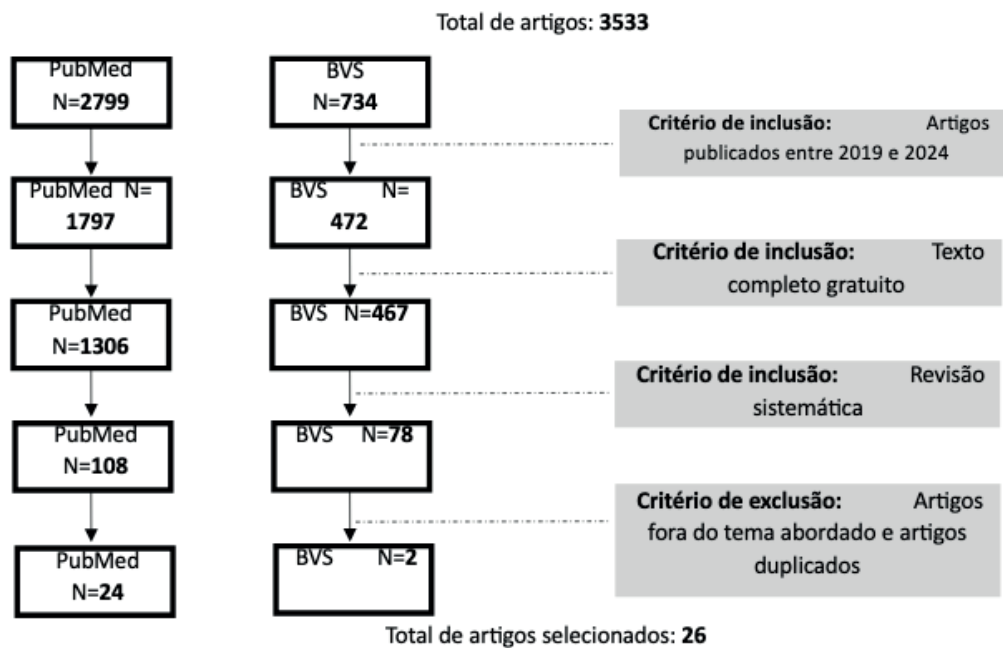 Total de artigos: 3533
PubMed
N=2799
BVS
N=734
Critério de inclusão: Artigos
publicados entre 2019 e 2024
PubMed N=
1797
BVS N=
472
Critério de inclusão: Texto
completo gratuito
PubMed
N=1306
BVS N=467
Critério de inclusão: Revisão
sistemática
PubMed
N=108
BVS N=78
Critério de exclusão: Artigos
fora do tema abordado e artigos
duplicados
PubMed
N=24
BVS N=2
Total de artigos selecionados: 26